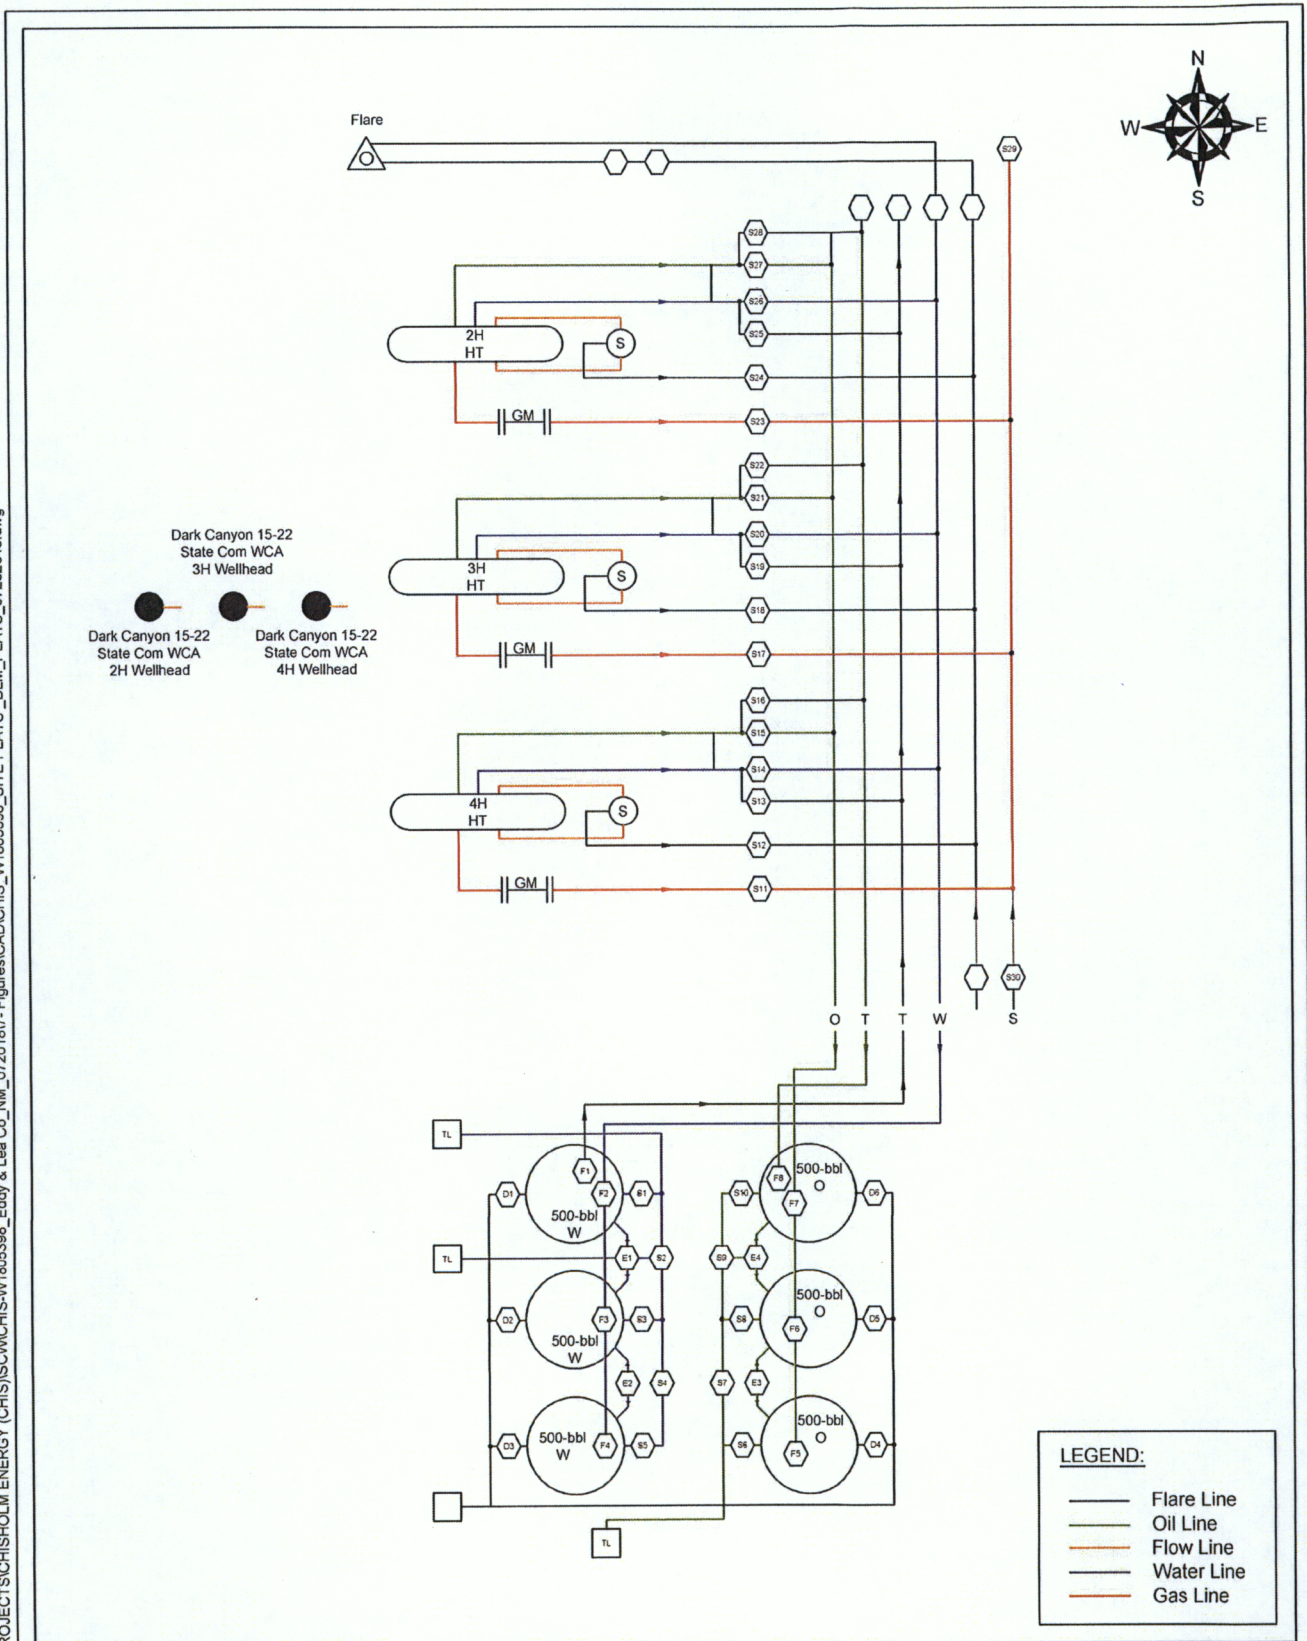 N
W
E
S
Flare
S29
S28
S27
S26
S25
S24
S23
2H
HT
S
GM
S22
S21
S20
S19
S18
S17
3H
HT
S
GM
Dark Canyon 15-22
State Com WCA
3H Wellhead
Dark Canyon 15-22
State Com WCA
2H Wellhead
Dark Canyon 15-22
State Com WCA
4H Wellhead
S16
S15
S14
S13
S12
S11
4H
HT
S
GM
S30
O
T
T
W
S
TL
F1
D1
F2
S1
500-bbl
W
TL
E1
S2
D2
F3
S3
500-bbl
W
E2
S4
D3
500-bbl
W
F4
S5
500-bbl
O
F8
F7
S10
D6
S9
E4
500-bbl
O
S8
F6
D5
S7
E3
500-bbl
O
S6
F5
D4
TL
LEGEND:
Flare Line
Oil Line
Flow Line
Water Line
Gas Line